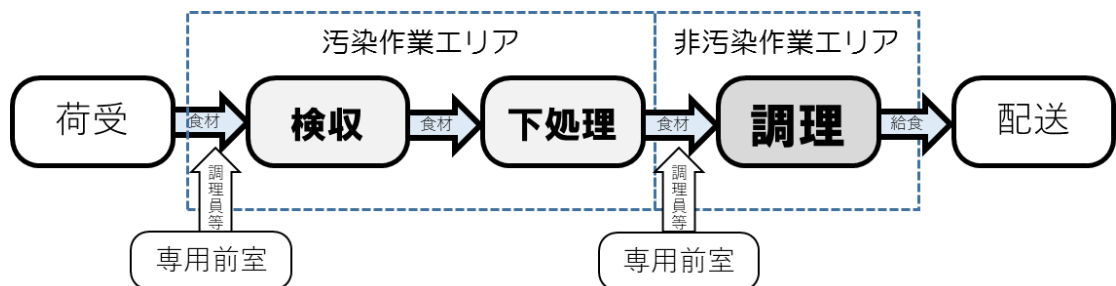 汚染作業エリア
非汚染作業エリア
荷受
食材
検収
食材
下処理
食材
調理
給食
配送
調理員等
調理員等
専用前室
専用前室